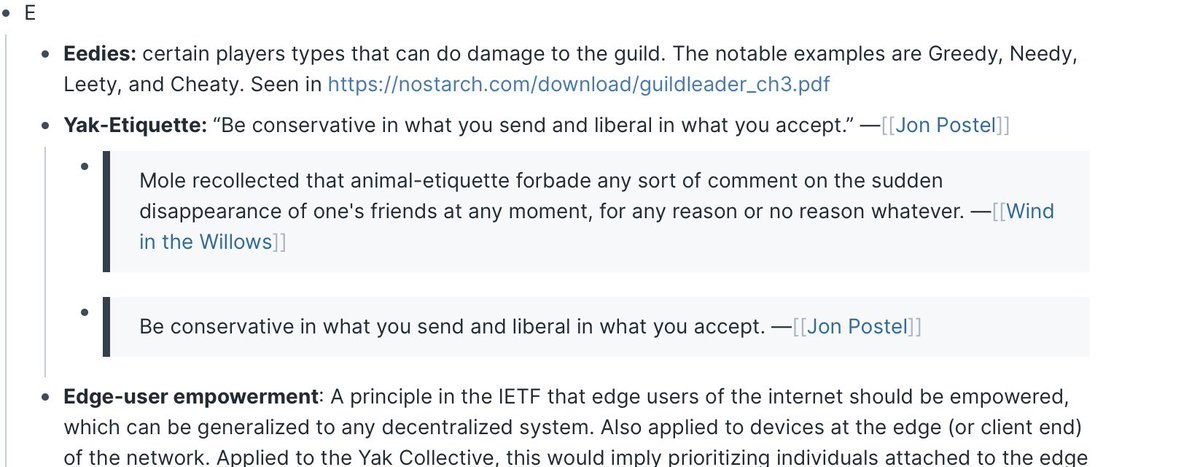 E
Eedies: certain players types that can do damage to the guild. The notable examples are Greedy, Needy,
Leety, and Cheaty. Seen in https://nostarch.com/download/guildleader_ch3.pdf
Yak-Etiquette: “Be conservative in what you send and liberal in what you accept.” —[[Jon Postel]]
Mole recollected that animal-etiquette forbade any sort of comment on the sudden
disappearance of one's friends at any moment, for any reason or no reason whatever. —[[Wind
in the Willows]]
Be conservative in what you send and liberal in what you accept. —[[Jon Postel]]
Edge-user empowerment: A principle in the IETF that edge users of the internet should be empowered,
which can be generalized to any decentralized system. Also applied to devices at the edge (or client end)
of the network. Applied to the Yak Collective, this would imply prioritizing individuals attached to the edge